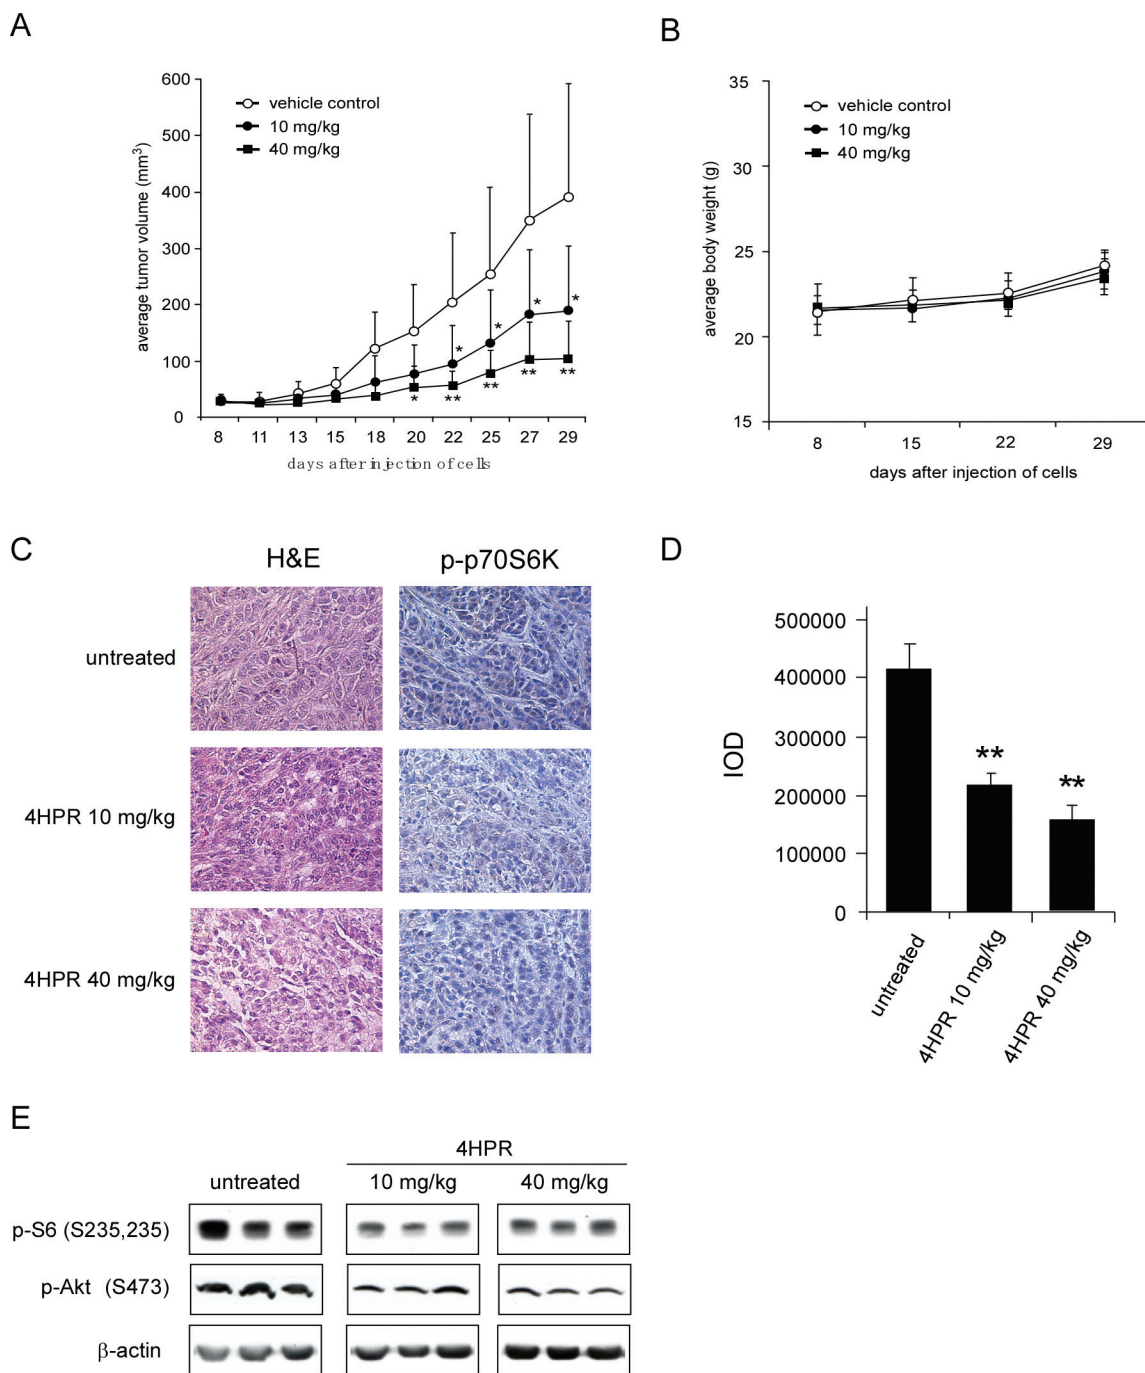 A
600
500
400
300
200
100
0
average tumor volume (mm3)
vehicle control
10 mg/kg
40 mg/kg
*
*
*
*
*
**
**
**
**
8 11 13 15 18 20 22 25 27 29
days after injection of cells
B
35
30
25
20
15
average body weight (g)
vehicle control
10 mg/kg
40 mg/kg
8 15 22 29
days after injection of cells
C
H&E p-p70S6K
untreated
4HPR 10 mg/kg
4HPR 40 mg/kg
D
500000
400000
300000
200000
100000
0
IOD
**
**
untreated
4HPR 10 mg/kg
4HPR 40 mg/kg
E
4HPR
untreated 10 mg/kg 40 mg/kg
p-S6 (S235,235)
p-Akt (S473)
β-actin